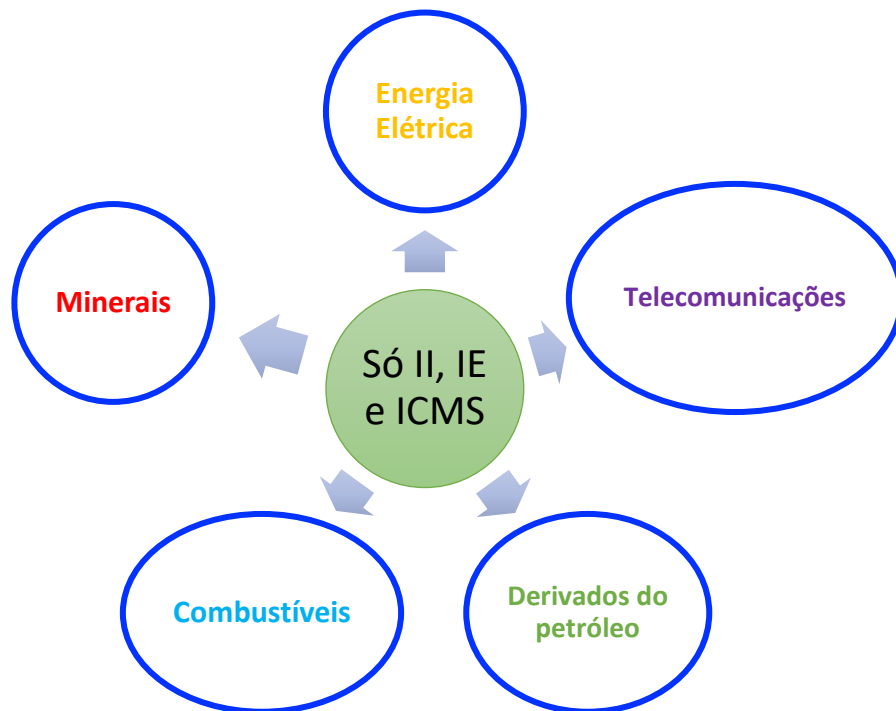 Energia
Elétrica
Minerais
Telecomunicações
Só II, IE
e ICMS
Combustíveis
Derivados do
petróleo